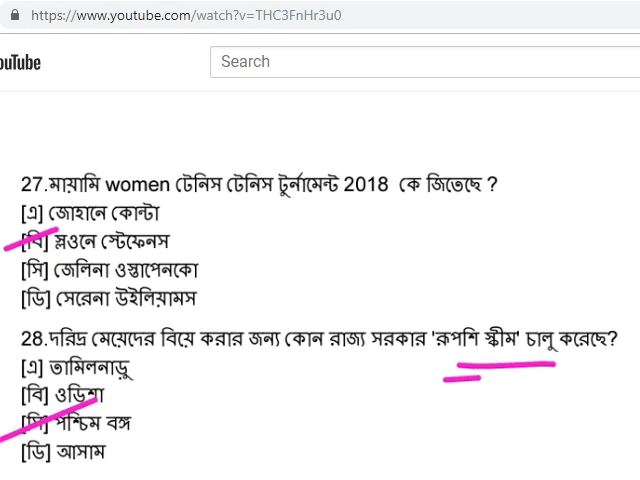 https://www.youtube.com/watch?v=THC3FnHr3u0
ouTube
Search
27.মায়ামি women টেনিস টেনিস টুর্নামেন্ট 2018 কে জিতেছে ?
[এ] জোহানে কোন্টা
[বি] স্লওনে স্টেফেনস
[সি] জেলিনা ওস্তাপেনকো
[ডি] সেরেনা উইলিয়ামস
28.দরিদ্র মেয়েদের বিয়ে করার জন্য কোন রাজ্য সরকার 'রূপশি স্কীম' চালু করেছে?
[এ] তামিলনাড়ু
[বি] ওড়িশা
[সি] পশ্চিম বঙ্গ
[ডি] আসাম